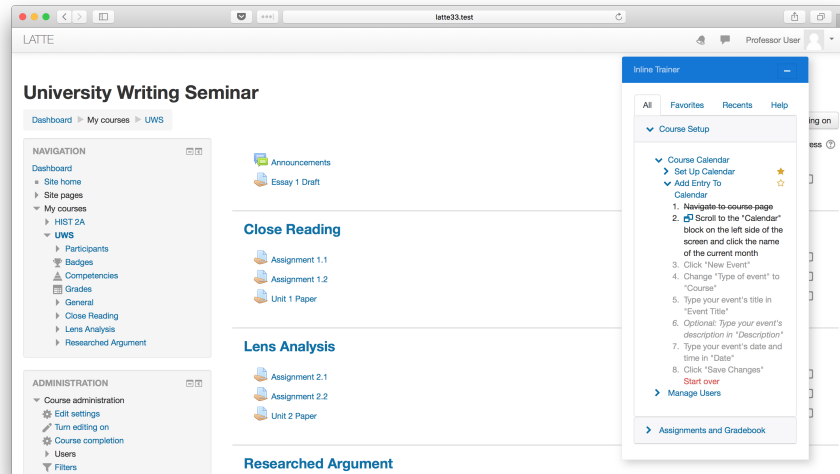 latte33.test
LATTE
Professor User
University Writing Seminar
Dashboard
My courses
UWS
NAVIGATION
Dashboard
Site home
Site pages
My courses
HIST 2A
UWS
Participants
Badges
Competencies
Grades
General
Close Reading
Lens Analysis
Researched Argument
ADMINISTRATION
Course administration
Edit settings
Turn editing on
Course completion
Users
Filters
Announcements
Essay 1 Draft
Close Reading
Assignment 1.1
Assignment 1.2
Unit 1 Paper
Lens Analysis
Assignment 2.1
Assignment 2.2
Unit 2 Paper
Researched Argument
Inline Trainer
All Favorites Recents Help
Course Setup
Course Calendar
Set Up Calendar
Add Entry To
Calendar
1. Navigate to course page
2. Scroll to the "Calendar"
block on the left side of the
screen and click the name
of the current month
3. Click "New Event"
4. Change "Type of event" to
"Course"
5. Type your event's title in
"Event Title"
6. Optional: Type your event's
description in "Description"
7. Type your event's date and
time in "Date"
8. Click "Save Changes"
Start over
Manage Users
Assignments and Gradebook
ing on
ess